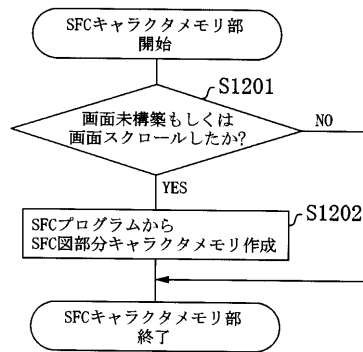 SFCキャラクタメモリ部
開始
S1201
画面未構築もしくは
画面スクロールしたか?
NO
YES
S1202
SFCプログラムから
SFC図部分キャラクタメモリ作成
SFCキャラクタメモリ部
終了